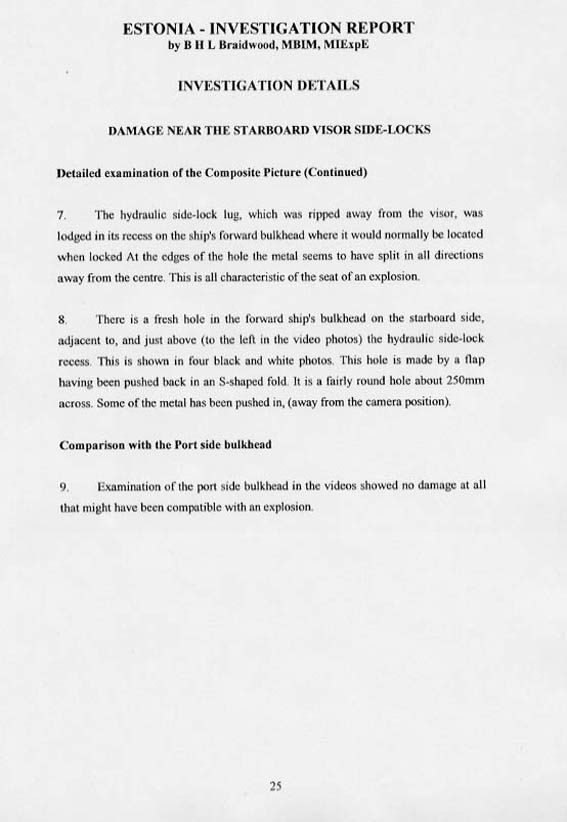 ESTONIA - INVESTIGATION REPORT
by B H L Braidwood, MBIM, MIExpE
INVESTIGATION DETAILS
DAMAGE NEAR THE STARBOARD VISOR SIDE-LOCKS
Detailed examination of the Composite Picture (Continued)
7. The hydraulic side-lock lug, which was ripped away from the visor, was
lodged in its recess on the ship's forward bulkhead where it would normally be located
when locked At the edges of the hole the metal seems to have split in all directions
away from the centre. This is all characteristic of the seat of an explosion.
8. There is a fresh hole in the forward ship's bulkhead on the starboard side,
adjacent to, and just above (to the left in the video photos) the hydraulic side-lock
recess. This is shown in four black and white photos. This hole is made by a flap
having been pushed back in an S-shaped fold. It is a fairly round hole about 250mm
across. Some of the metal has been pushed in, (away from the camera position).
Comparison with the Port side bulkhead
9. Examination of the port side bulkhead in the videos showed no damage at all
that might have been compatible with an explosion.
25